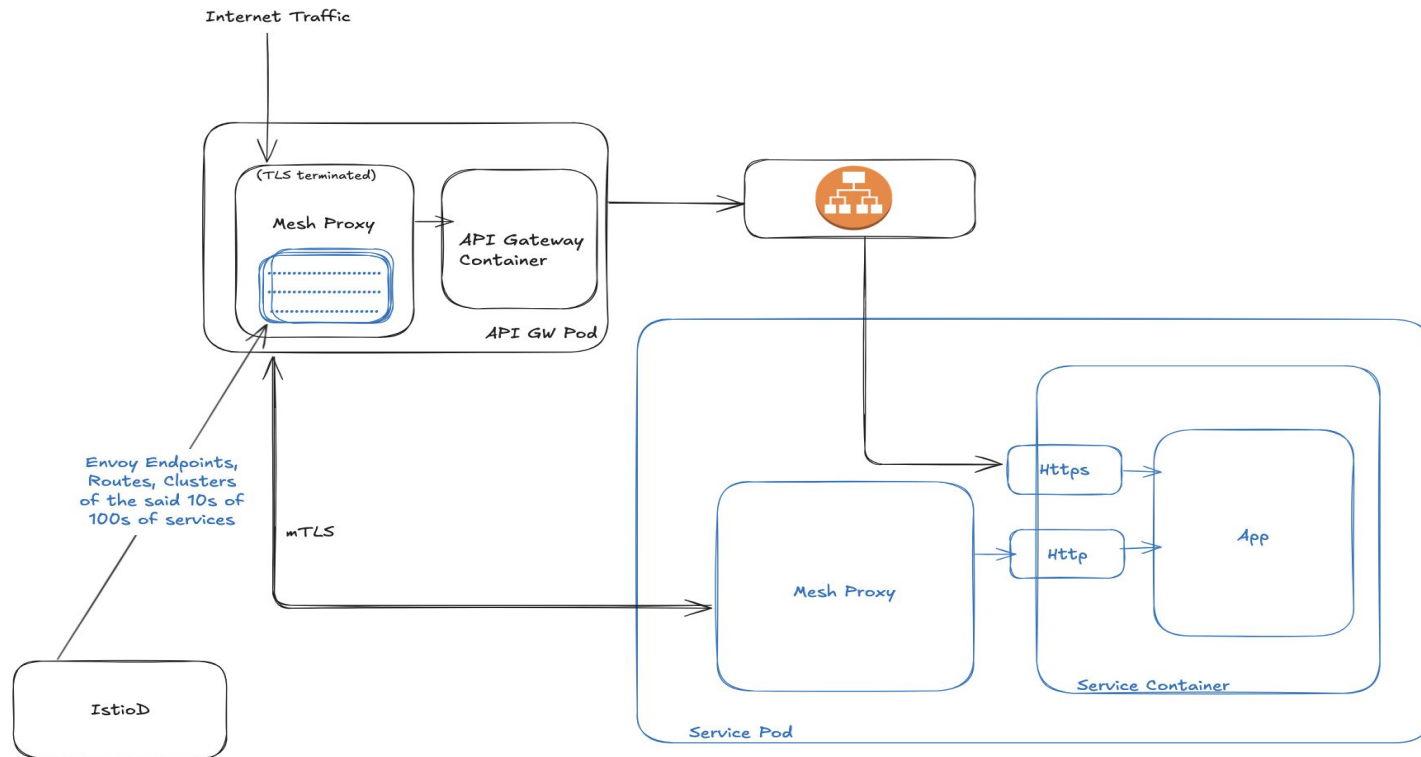 Internet Traffic
(TLS terminated)
Mesh Proxy
API Gateway
Container
API GW Pod
Envoy Endpoints,
Routes, Clusters
of the said 10s of
100s of services
mTLS
IstioD
Https
Http
App
Mesh Proxy
Service Container
Service Pod